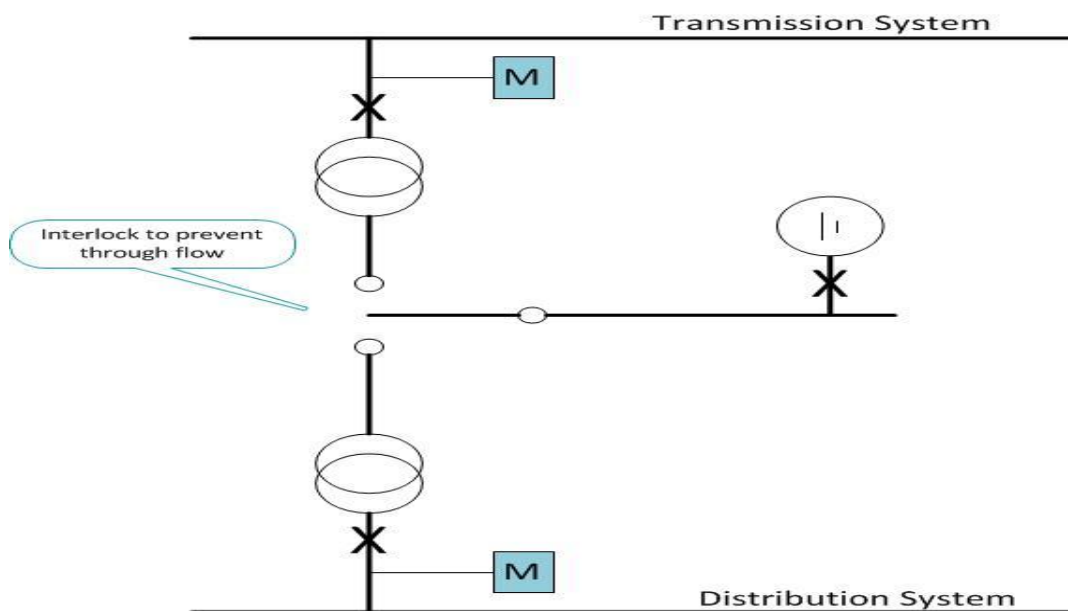 Transmission System
M
Interlock to prevent
through flow
M
Distribution System